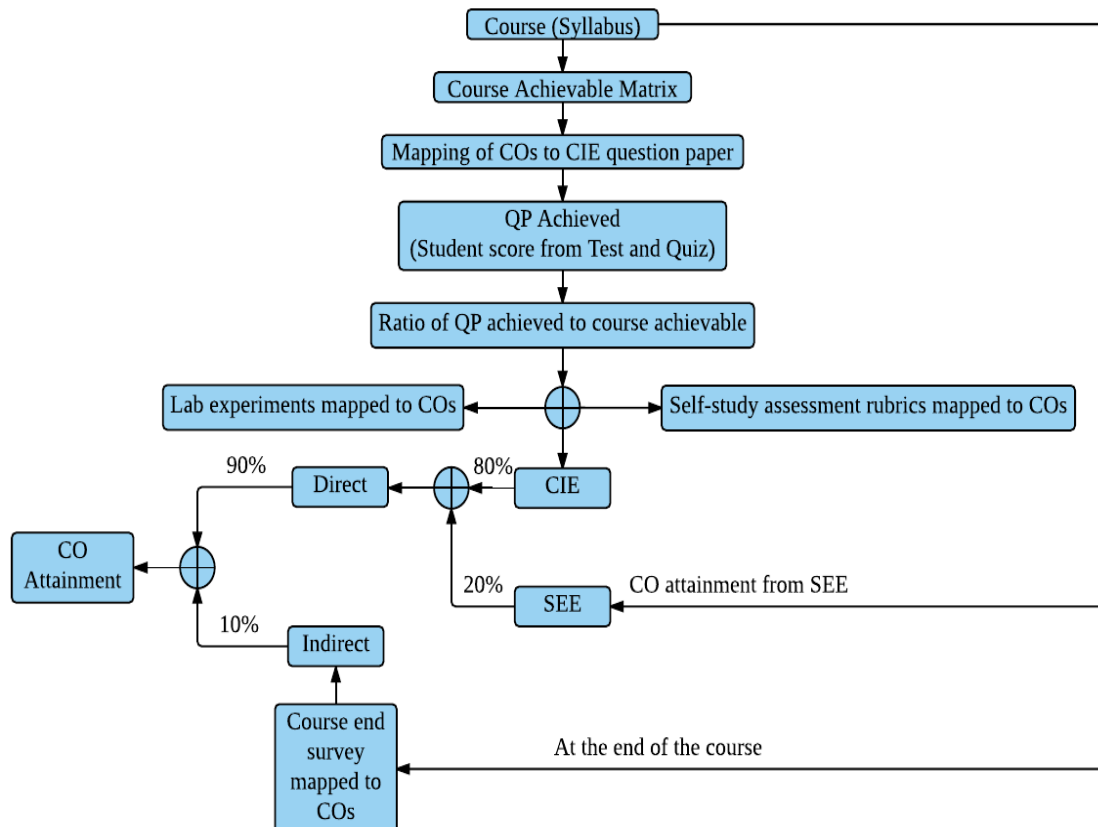 Course (Syllabus)
Course Achievable Matrix
Mapping of COs to CIE question paper
QP Achieved
(Student score from Test and Quiz)
Ratio of QP achieved to course achievable
Lab experiments mapped to COs
Self-study assessment rubrics mapped to COs
90%
Direct
80%
CIE
CO
Attainment
20%
SEE
CO attainment from SEE
10%
Indirect
Course end
survey
mapped to
COs
At the end of the course